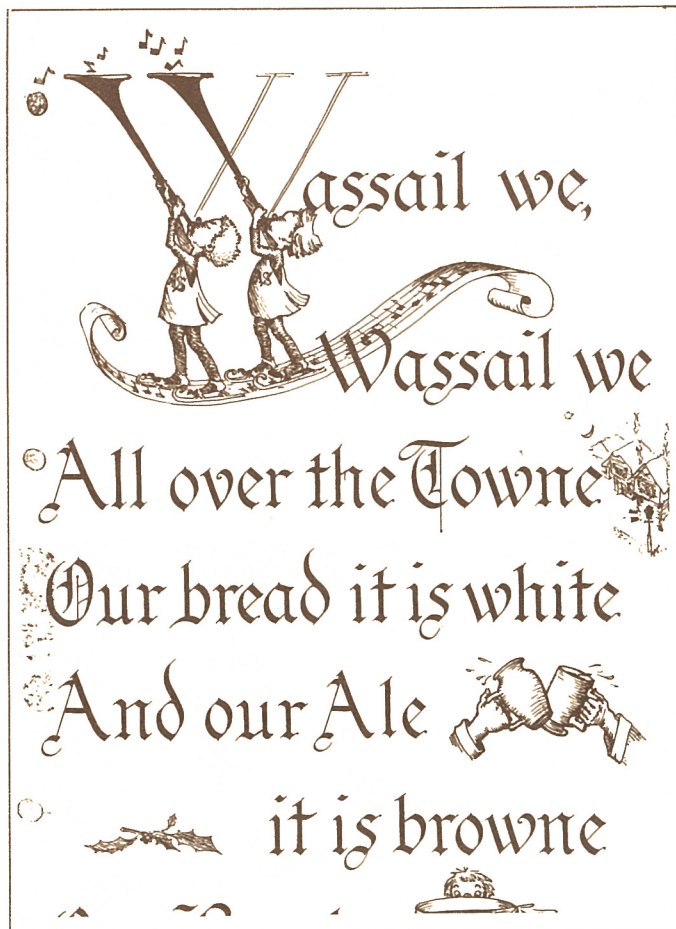 Wassail we,
Wassail we
All over the Towne
Our bread it is white
And our Ale
it is browne